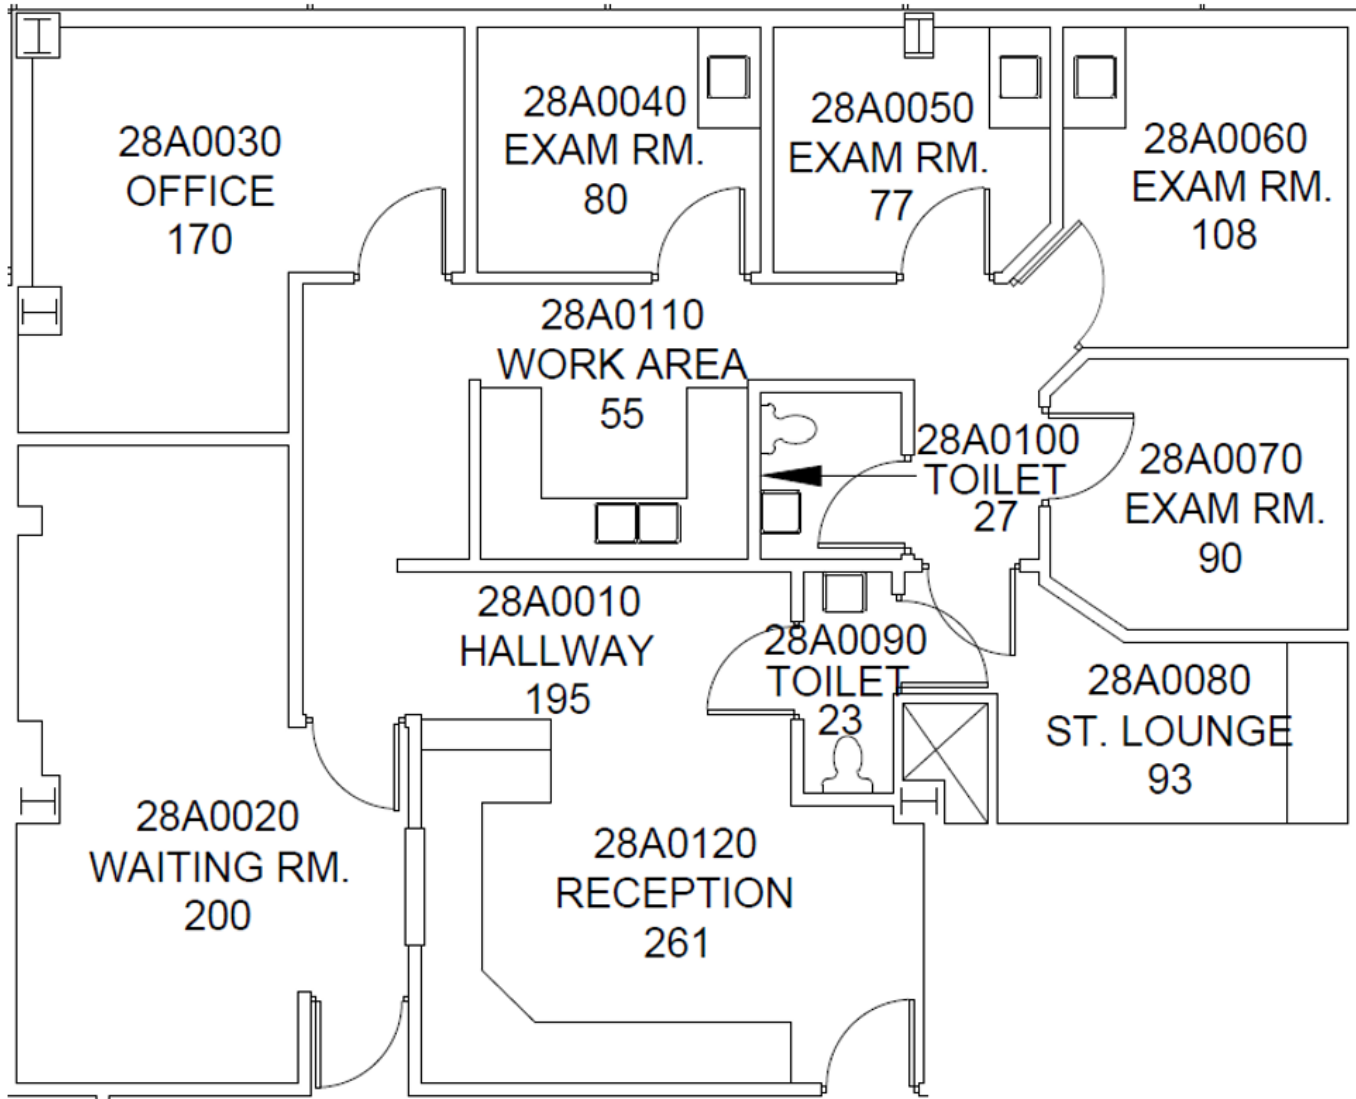 28A0030
OFFICE
170
28A0040
EXAM RM.
80
28A0050
EXAM RM.
77
28A0060
EXAM RM.
108
28A0110
WORK AREA
55
28A0100
TOILET
27
28A0070
EXAM RM.
90
28A0010
HALLWAY
195
28A0090
TOILET
23
28A0080
ST. LOUNGE
93
28A0020
WAITING RM.
200
28A0120
RECEPTION
261